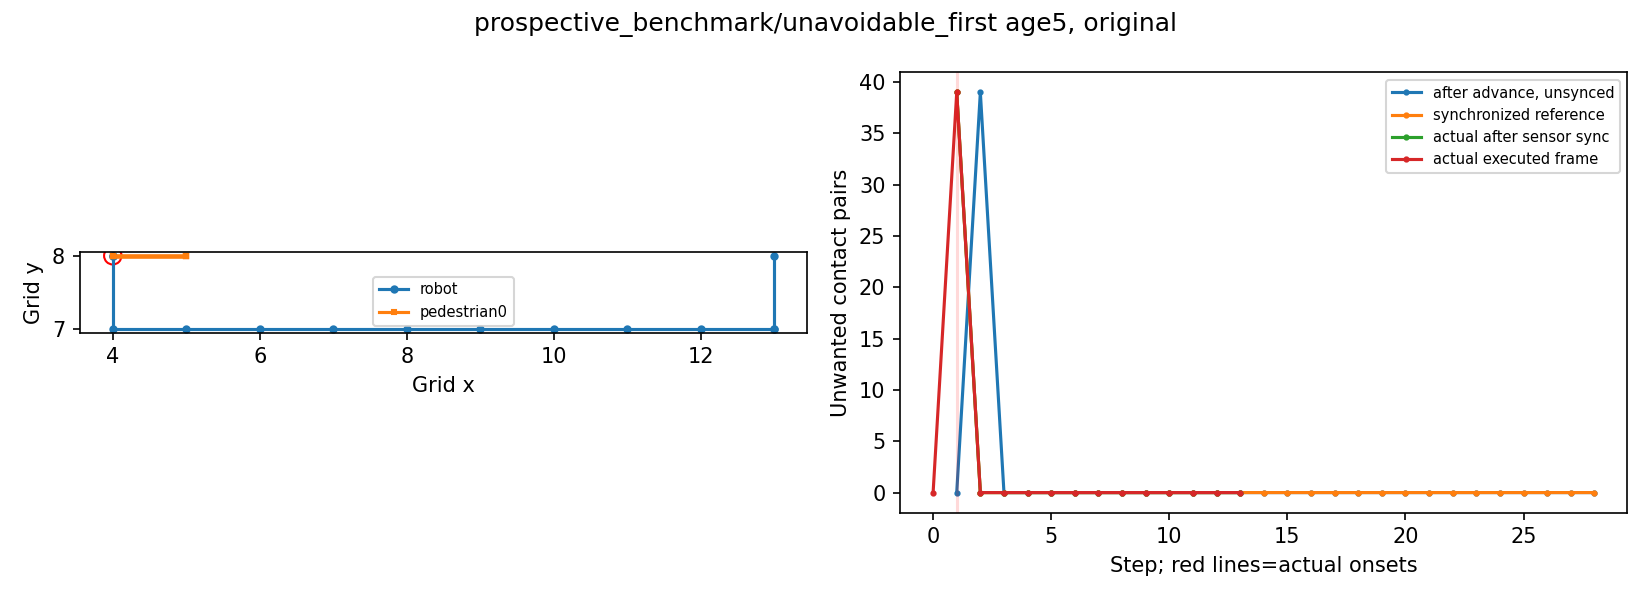 prospective_benchmark/unavoidable_first age5, original
8
7
Grid y
4
6
8
10
12
Grid x
robot
pedestrian0
40
35
30
25
20
15
10
5
0
Unwanted contact pairs
0
5
10
15
20
25
Step; red lines=actual onsets
after advance, unsynced
synchronized reference
actual after sensor sync
actual executed frame